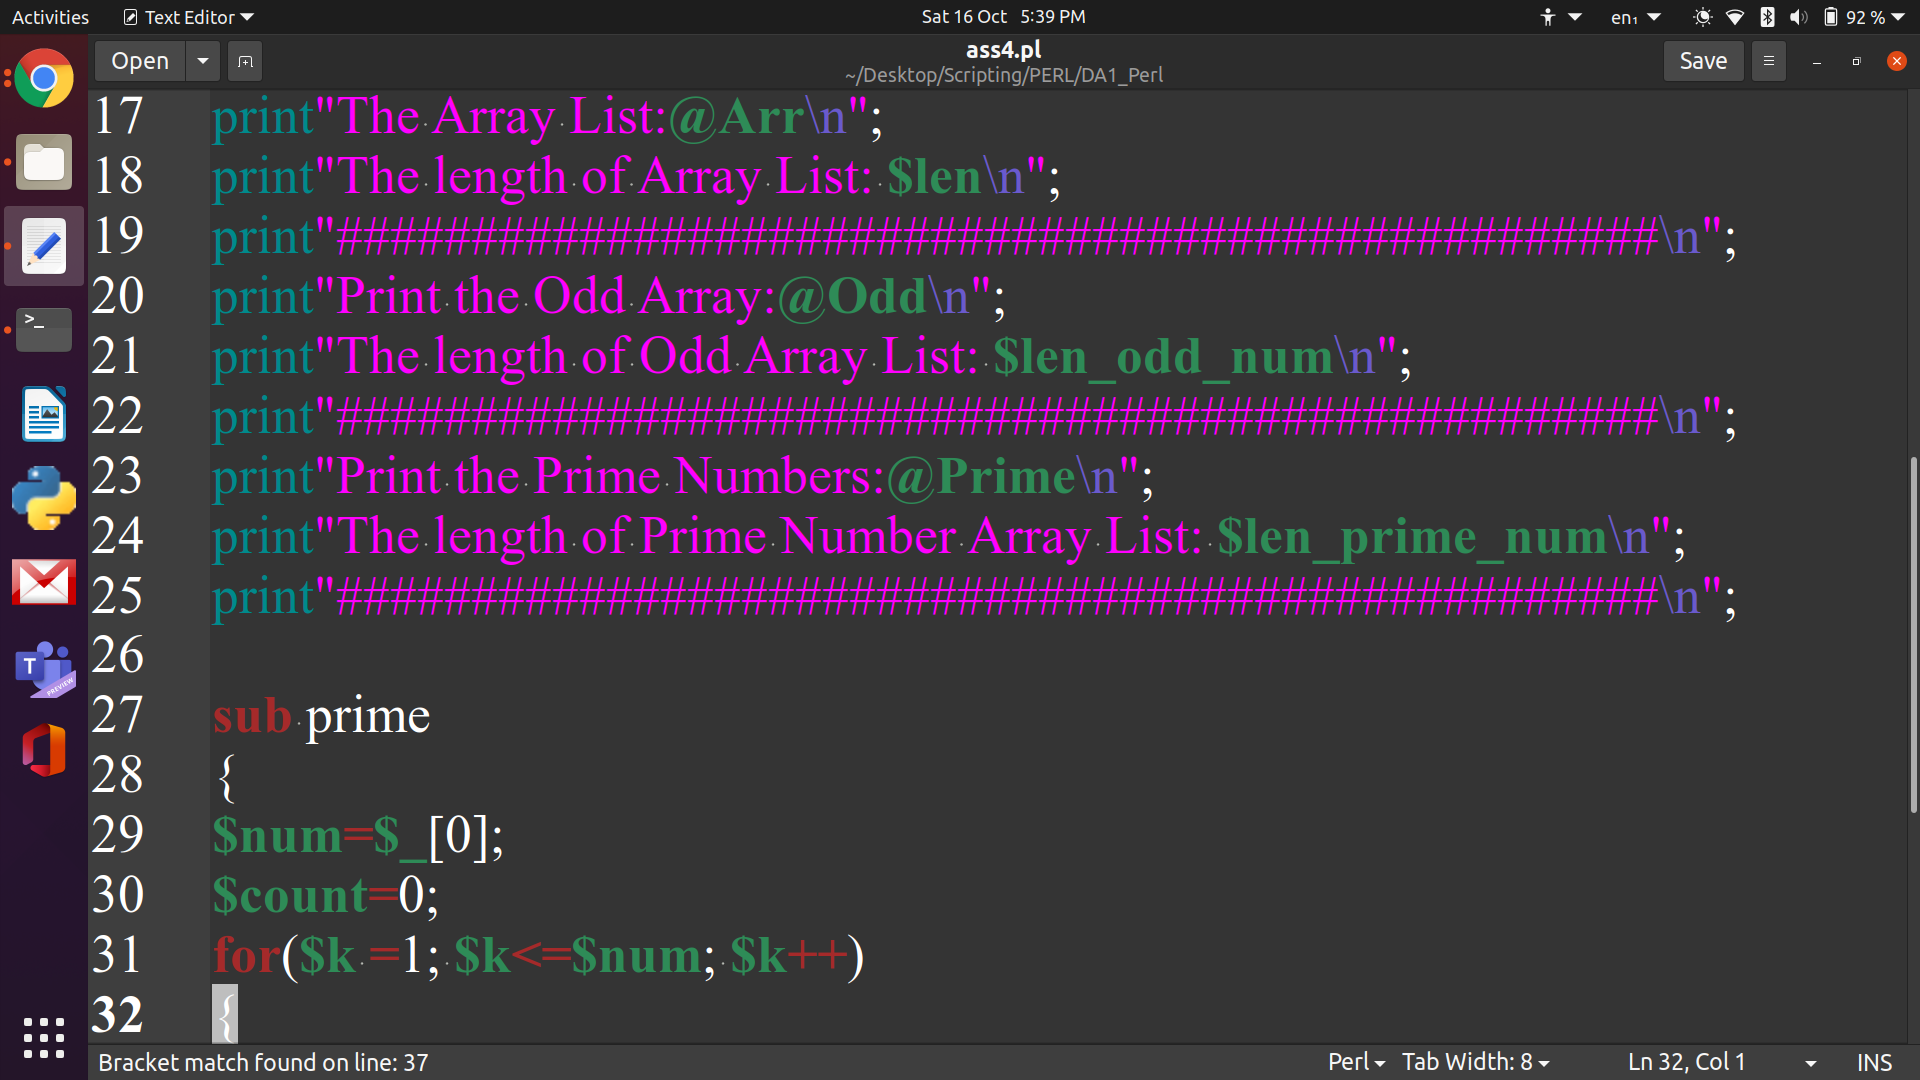 Activities Text Editor Sat 16 Oct 5:39 PM en₁ 92 %
Open ass4.pl Save
~/Desktop/Scripting/PERL/DA1_Perl
17 print"The Array List:@Arr\n";
18 print"The length of Array List: $len\n";
19 print"#################################################\n";
20 print"Print the Odd Array:@Odd\n";
21 print"The length of Odd Array List: $len_odd_num\n";
22 print"#################################################\n";
23 print"Print the Prime Numbers:@Prime\n";
24 print"The length of Prime Number Array List: $len_prime_num\n";
25 print"#################################################\n";
26
27 sub prime
28 {
29 $num=$_[0];
30 $count=0;
31 for($k =1; $k<=$num; $k++)
32 {
>_
T
PREVIEW
Bracket match found on line: 37 Perl Tab Width: 8 Ln 32, Col 1 INS